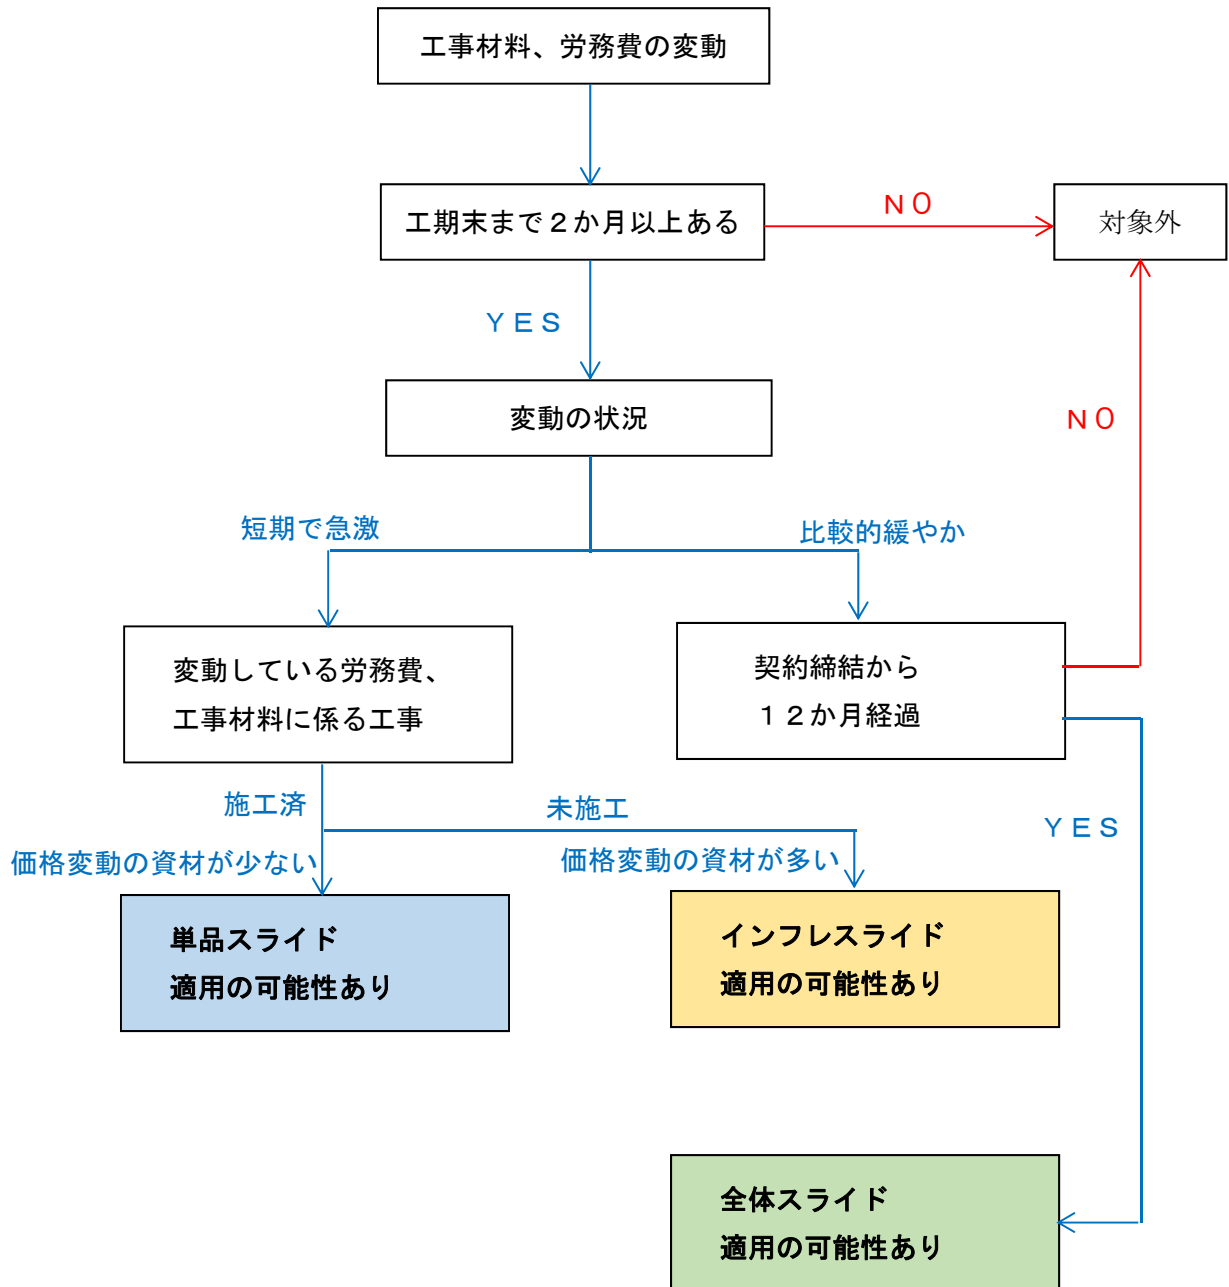 工事材料、労務費の変動
工期末まで２か月以上ある
ＮＯ
対象外
ＹＥＳ
変動の状況
ＮＯ
短期で急激
比較的緩やか
変動している労務費、
工事材料に係る工事
契約締結から
１２か月経過
施工済
未施工
ＹＥＳ
価格変動の資材が少ない
価格変動の資材が多い
単品スライド
適用の可能性あり
インフレスライド
適用の可能性あり
全体スライド
適用の可能性あり